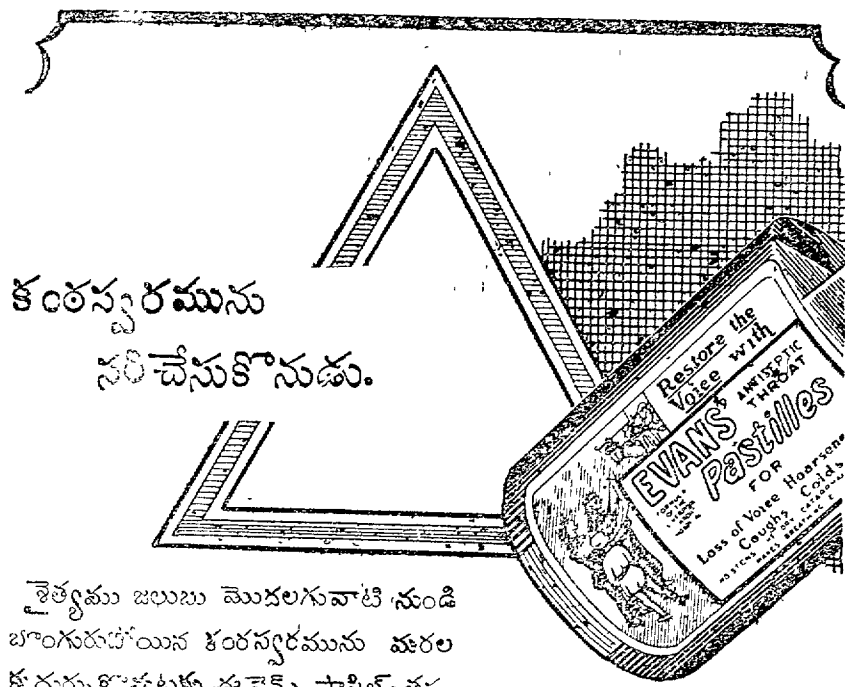 కంఠస్వరమును
సరిచేసుకొనుడు.
Restore the
Voice with
EVANS'
ANTISEPTIC
THROAT
Pastilles
FOR
Loss of Voice Hoarsene
Coughs Colds
శైత్యము జలుబు మొదలగువాటి నుండి
బొంగురుపోయిన కంఠస్వరమును మరల